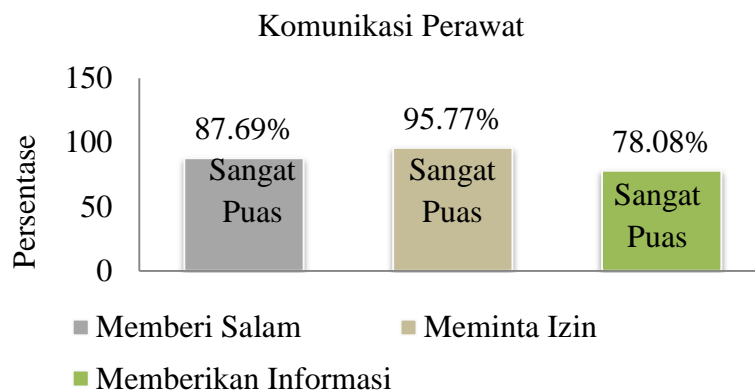 Komunikasi Perawat
Persentase
150
100
50
0
87.69%
95.77%
78.08%
Sangat
Puas
Sangat
Puas
Sangat
Puas
Memberi Salam
Meminta Izin
Memberikan Informasi